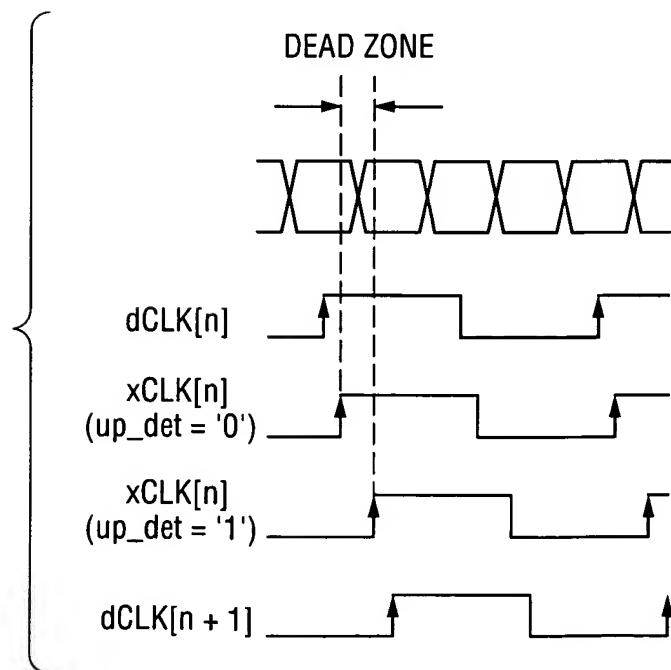 DEAD ZONE
dCLK[n]
xCLK[n]
(up_det = '0')
xCLK[n]
(up_det = '1')
dCLK[n + 1]